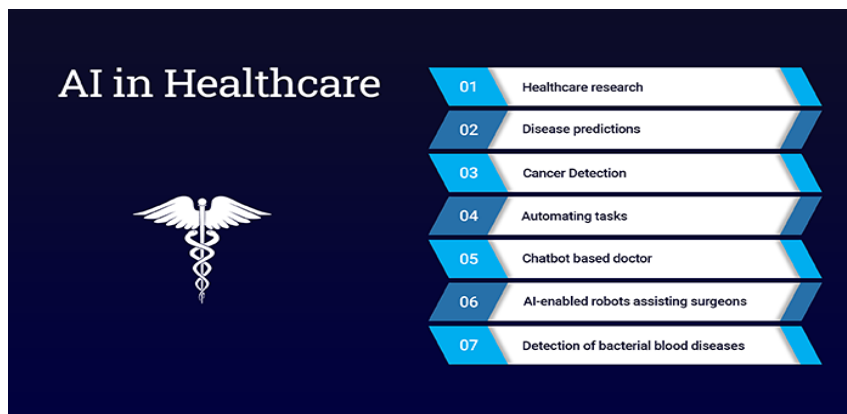 AI in Healthcare
01 Healthcare research
02 Disease predictions
03 Cancer Detection
04 Automating tasks
05 Chatbot based doctor
06 AI-enabled robots assisting surgeons
07 Detection of bacterial blood diseases